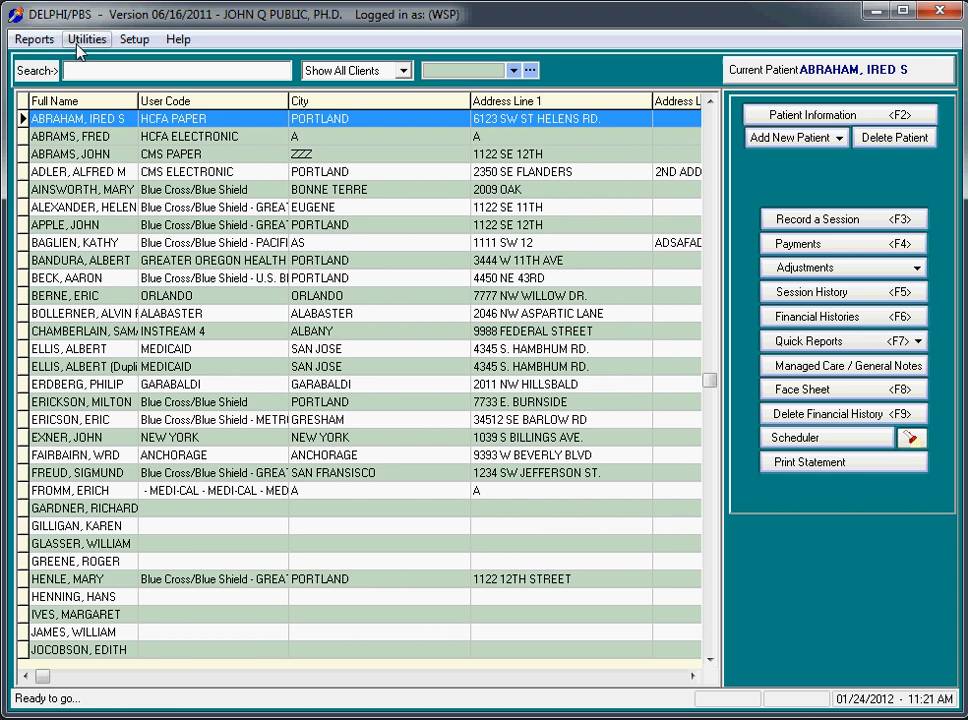 DELPHI/PBS - Version 06/16/2011 - JOHN Q PUBLIC, PH.D. Logged in as: (WSP)
Reports Utilities Setup Help
Search-> Show All Clients Current Patient ABRAHAM, IRED S
Full Name User Code City Address Line 1 Address L
ABRAHAM, IRED S HCFA PAPER PORTLAND 6123 SW ST HELENS RD.
ABRAMS, FRED HCFA ELECTRONIC A A
ABRAMS, JOHN CMS PAPER ZZZ 1122 SE 12TH
ADLER, ALFRED M CMS ELECTRONIC PORTLAND 2350 SE FLANDERS 2ND ADD
AINSWORTH, MARY Blue Cross/Blue Shield BONNE TERRE 2009 OAK
ALEXANDER, HELEN Blue Cross/Blue Shield - GREA EUGENE 1122 SE 11TH
APPLE, JOHN Blue Cross/Blue Shield - GREA PORTLAND 1122 SE 12TH
BAGLIEN, KATHY Blue Cross/Blue Shield - PACIFI AS 1111 SW 12 ADSAFAD
BANDURA, ALBERT GREATER OREGON HEALTH PORTLAND 3444 W 11TH AVE
BECK, AARON Blue Cross/Blue Shield - U.S. BI PORTLAND 4450 NE 43RD
BERNE, ERIC ORLANDO ORLANDO 7777 NW WILLOW DR.
BOLLERNER, ALVIN F ALABASTER ALABASTER 2046 NW ASPARTIC LANE
CHAMBERLAIN, SAMA INSTREAM 4 ALBANY 9988 FEDERAL STREET
ELLIS, ALBERT MEDICAID SAN JOSE 4345 S. HAMBHUM RD.
ELLIS, ALBERT (Dupli MEDICAID SAN JOSE 4345 S. HAMBHUM RD.
ERDBERG, PHILIP GARABALDI GARABALDI 2011 NW HILLSBALD
ERICKSON, MILTON Blue Cross/Blue Shield PORTLAND 7733 E. BURNSIDE
ERICSON, ERIC Blue Cross/Blue Shield - METR GRESHAM 34512 SE BARLOW RD
EXNER, JOHN NEW YORK NEW YORK 1039 S BILLINGS AVE.
FAIRBAIRN, WRD ANCHORAGE ANCHORAGE 9393 W BEVERLY BLVD
FREUD, SIGMUND Blue Cross/Blue Shield - GREA SAN FRANSISCO 1234 SW JEFFERSON ST.
FROMM, ERICH - MEDI-CAL - MEDI-CAL - MED A A
GARDNER, RICHARD
GILLIGAN, KAREN
GLASSER, WILLIAM
GREENE, ROGER
HENLE, MARY Blue Cross/Blue Shield - GREA PORTLAND 1122 12TH STREET
HENNING, HANS
IVES, MARGARET
JAMES, WILLIAM
JOCOBSON, EDITH
Patient Information <F2>
Add New Patient Delete Patient
Record a Session <F3>
Payments <F4>
Adjustments
Session History <F5>
Financial Histories <F6>
Quick Reports <F7>
Managed Care / General Notes
Face Sheet <F8>
Delete Financial History <F9>
Scheduler
Print Statement
Ready to go... 01/24/2012 - 11:21 AM